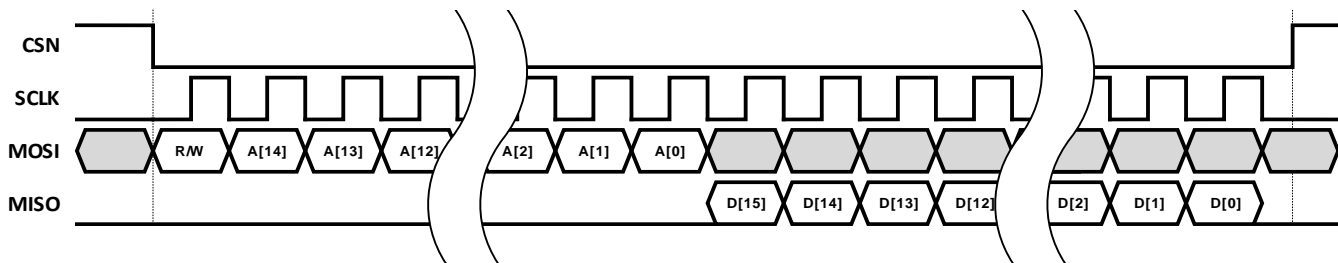 CSN
SCLK
MOSI R/W A[14] A[13] A[12] A[2] A[1] A[0]
MISO D[15] D[14] D[13] D[12] D[2] D[1] D[0]